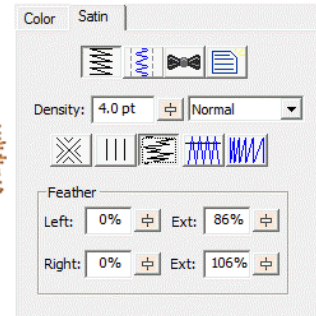 Color Satin
Density: 4.0 pt Normal
Feather
Left: 0% Ext: 86%
Right: 0% Ext: 106%